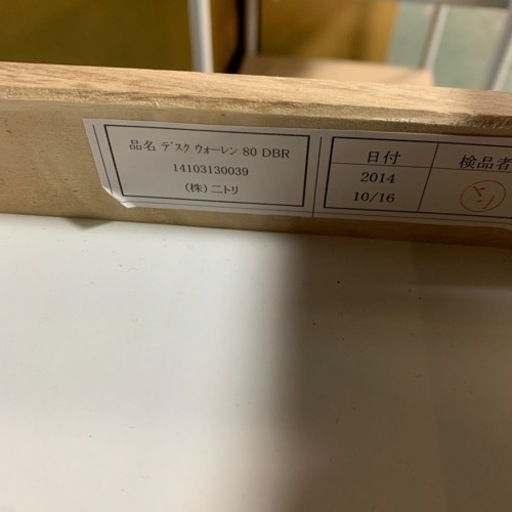 品名 デスク ウォーレン 80 DBR
14103130039
(株)ニトリ
日付
2014
10/16
検品者